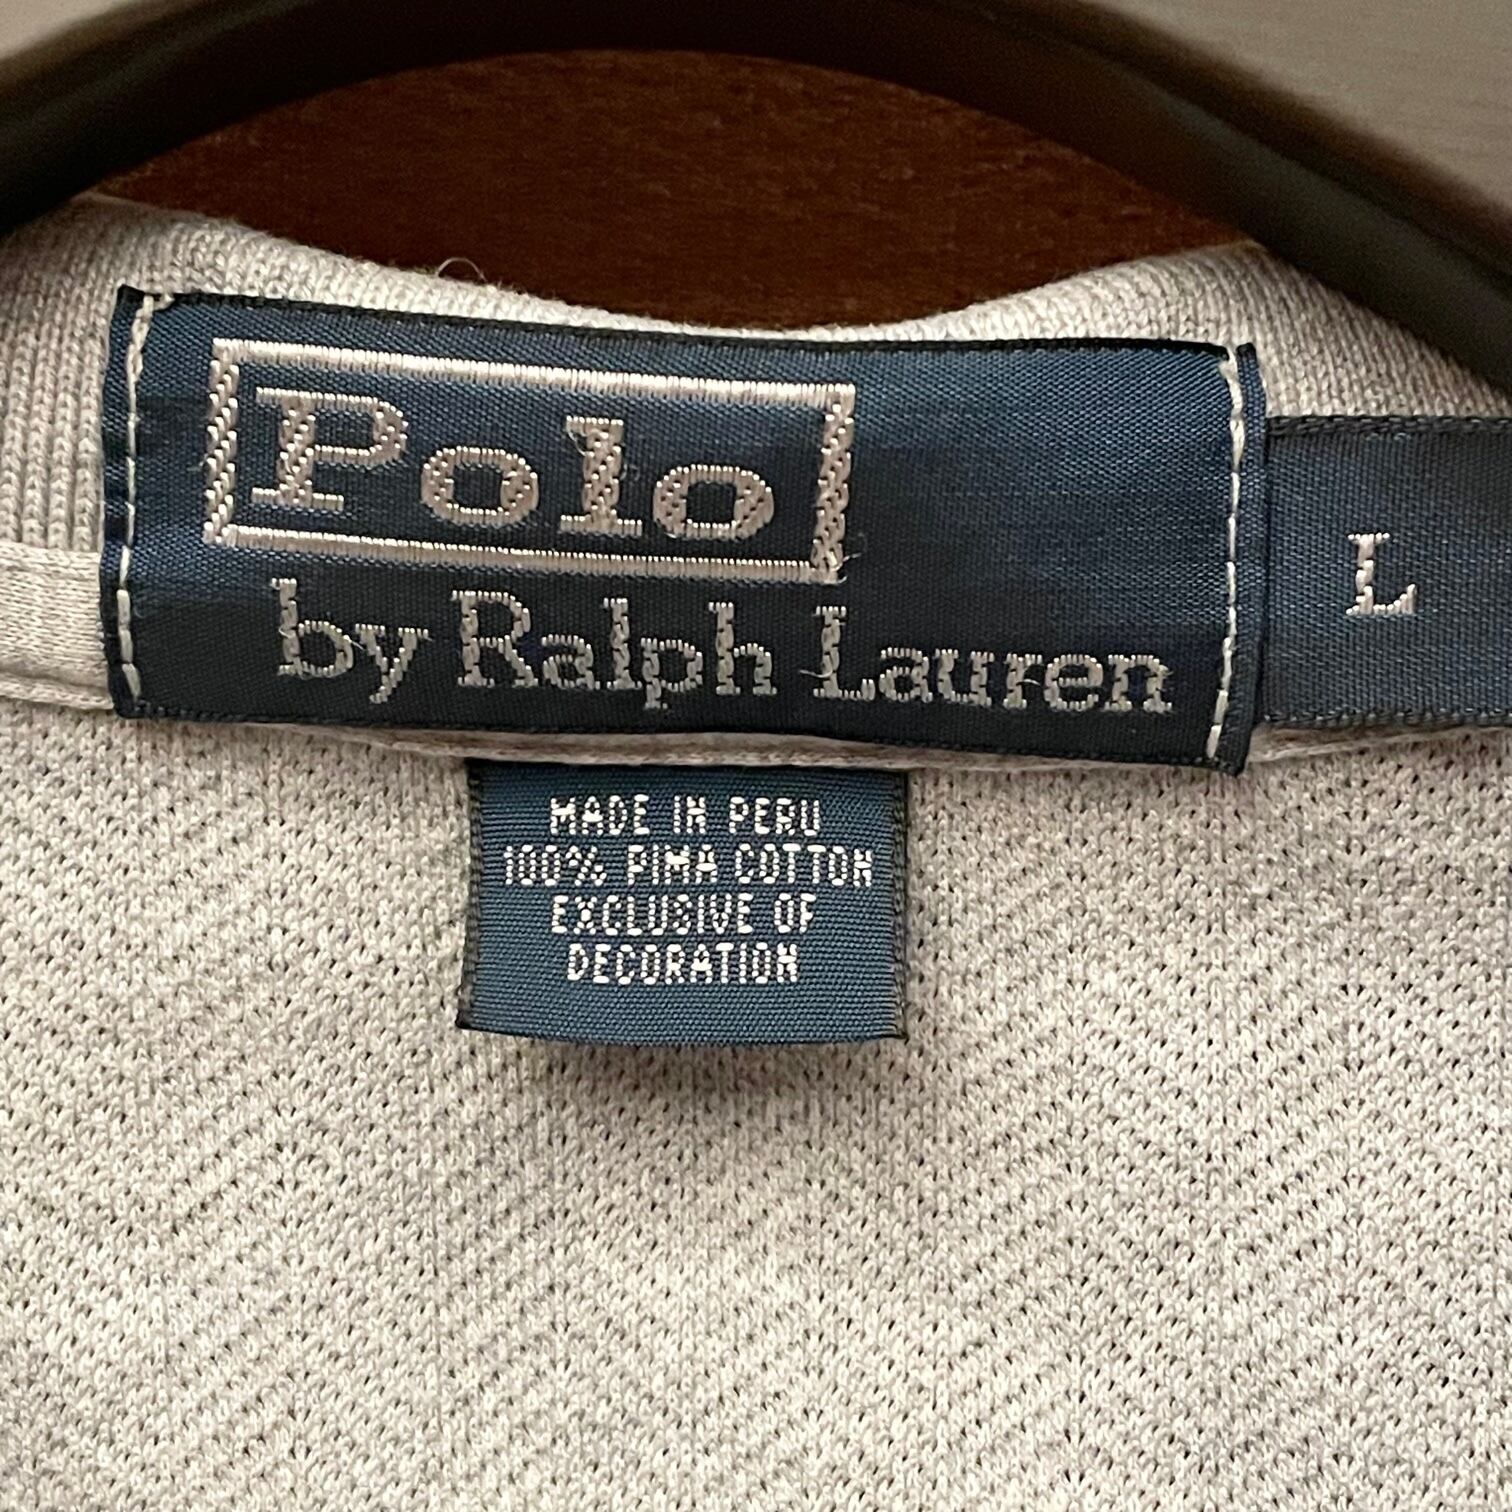 Polo
by Ralph Lauren
L
MADE IN PERU
100% PIMA COTTON
EXCLUSIVE OF
DECORATION